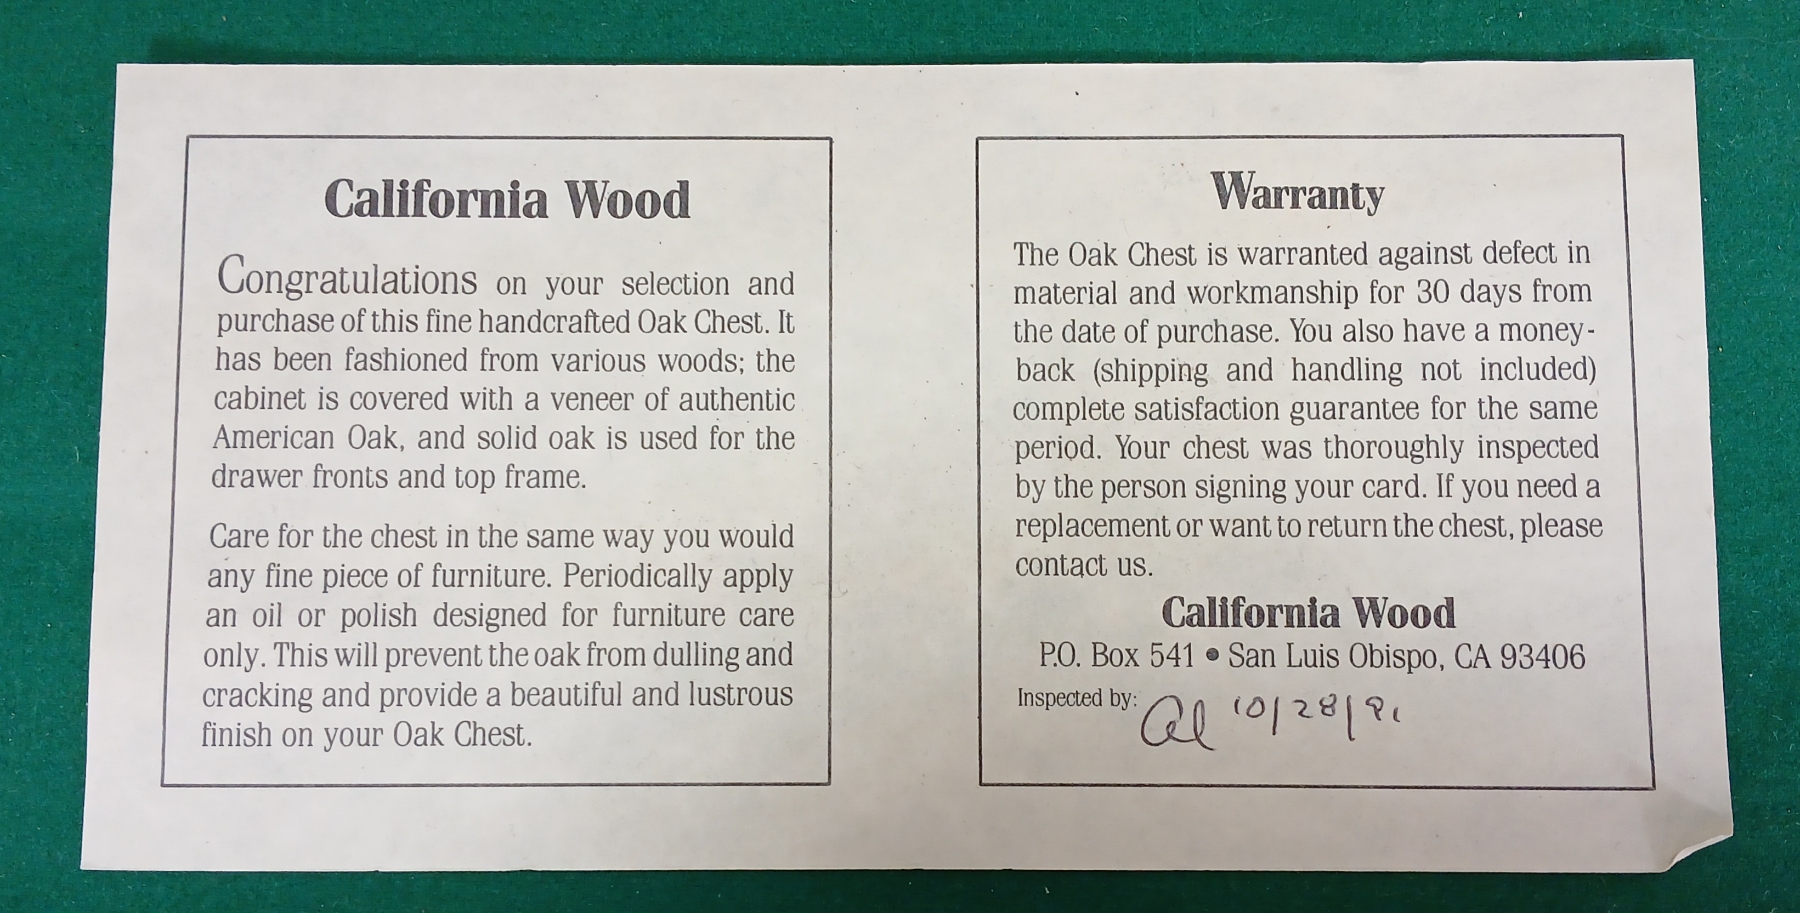 California Wood
Congratulations on your selection and
purchase of this fine handcrafted Oak Chest. It
has been fashioned from various woods; the
cabinet is covered with a veneer of authentic
American Oak, and solid oak is used for the
drawer fronts and top frame.
Care for the chest in the same way you would
any fine piece of furniture. Periodically apply
an oil or polish designed for furniture care
only. This will prevent the oak from dulling and
cracking and provide a beautiful and lustrous
finish on your Oak Chest.
Warranty
The Oak Chest is warranted against defect in
material and workmanship for 30 days from
the date of purchase. You also have a money-
back (shipping and handling not included)
complete satisfaction guarantee for the same
period. Your chest was thoroughly inspected
by the person signing your card. If you need a
replacement or want to return the chest, please
contact us.
California Wood
P.O. Box 541 • San Luis Obispo, CA 93406
Inspected by: Al 10/28/91